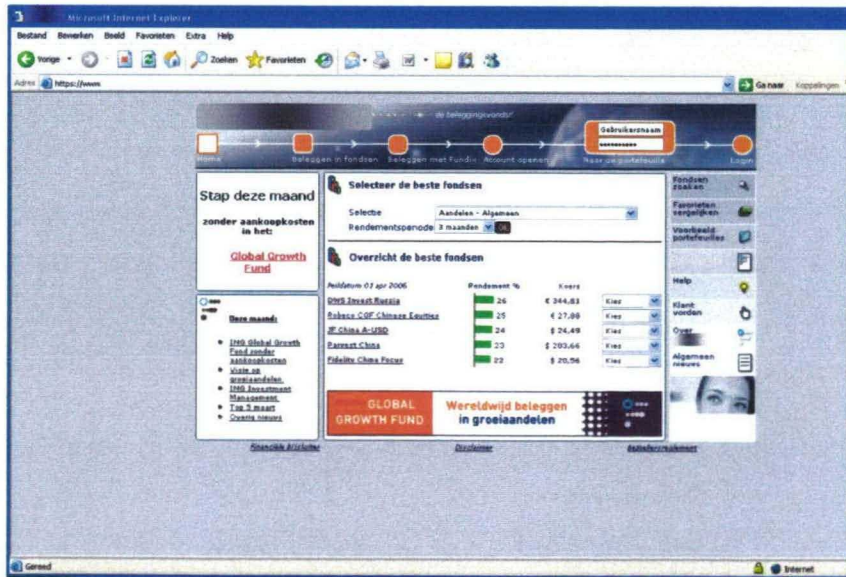 Microsoft Internet Explorer
Bestand Bewerken Beeld Favorieten Extra Help
Vorige Zoeken Favorieten
Adres https://www Ga naar Koppelingen
de beleggingsfonds!
Gebruikersnaam
••••••••••
Home Beleggen in fondsen Beleggen met Fundix Account openen Naar de portefeuille Login
Stap deze maand
zonder aankoopkosten
in het:
Global Growth
Fund
Deze maand:
ING Global Growth
Fund zonder
aankoopkosten
Visie op
groeiaandelen
ING Investment
Management
Top 5 maart
Overig nieuws
Selecteer de beste fondsen
Selectie Aandelen - Algemeen
Rendementsperiode 3 maanden OK
Overzicht de beste fondsen
Peildatum 03 apr 2006 Rendement % Koers
DWS Invest Russia 26 € 344,83 Kies
Robeco CGF Chinese Equities 25 € 27,88 Kies
JF China A-USD 24 $ 24,49 Kies
Parvest China 23 $ 203,66 Kies
Fidelity China Focus 22 $ 20,56 Kies
GLOBAL
GROWTH FUND
Wereldwijd beleggen
in groeiaandelen
Fondsen
zoeken
Favorieten
vergelijken
Voorbeeld
portefeuilles
Help
Klant
worden
Over
Algemeen
nieuws
Financiële bijsluiter Disclaimer
Gereed Internet